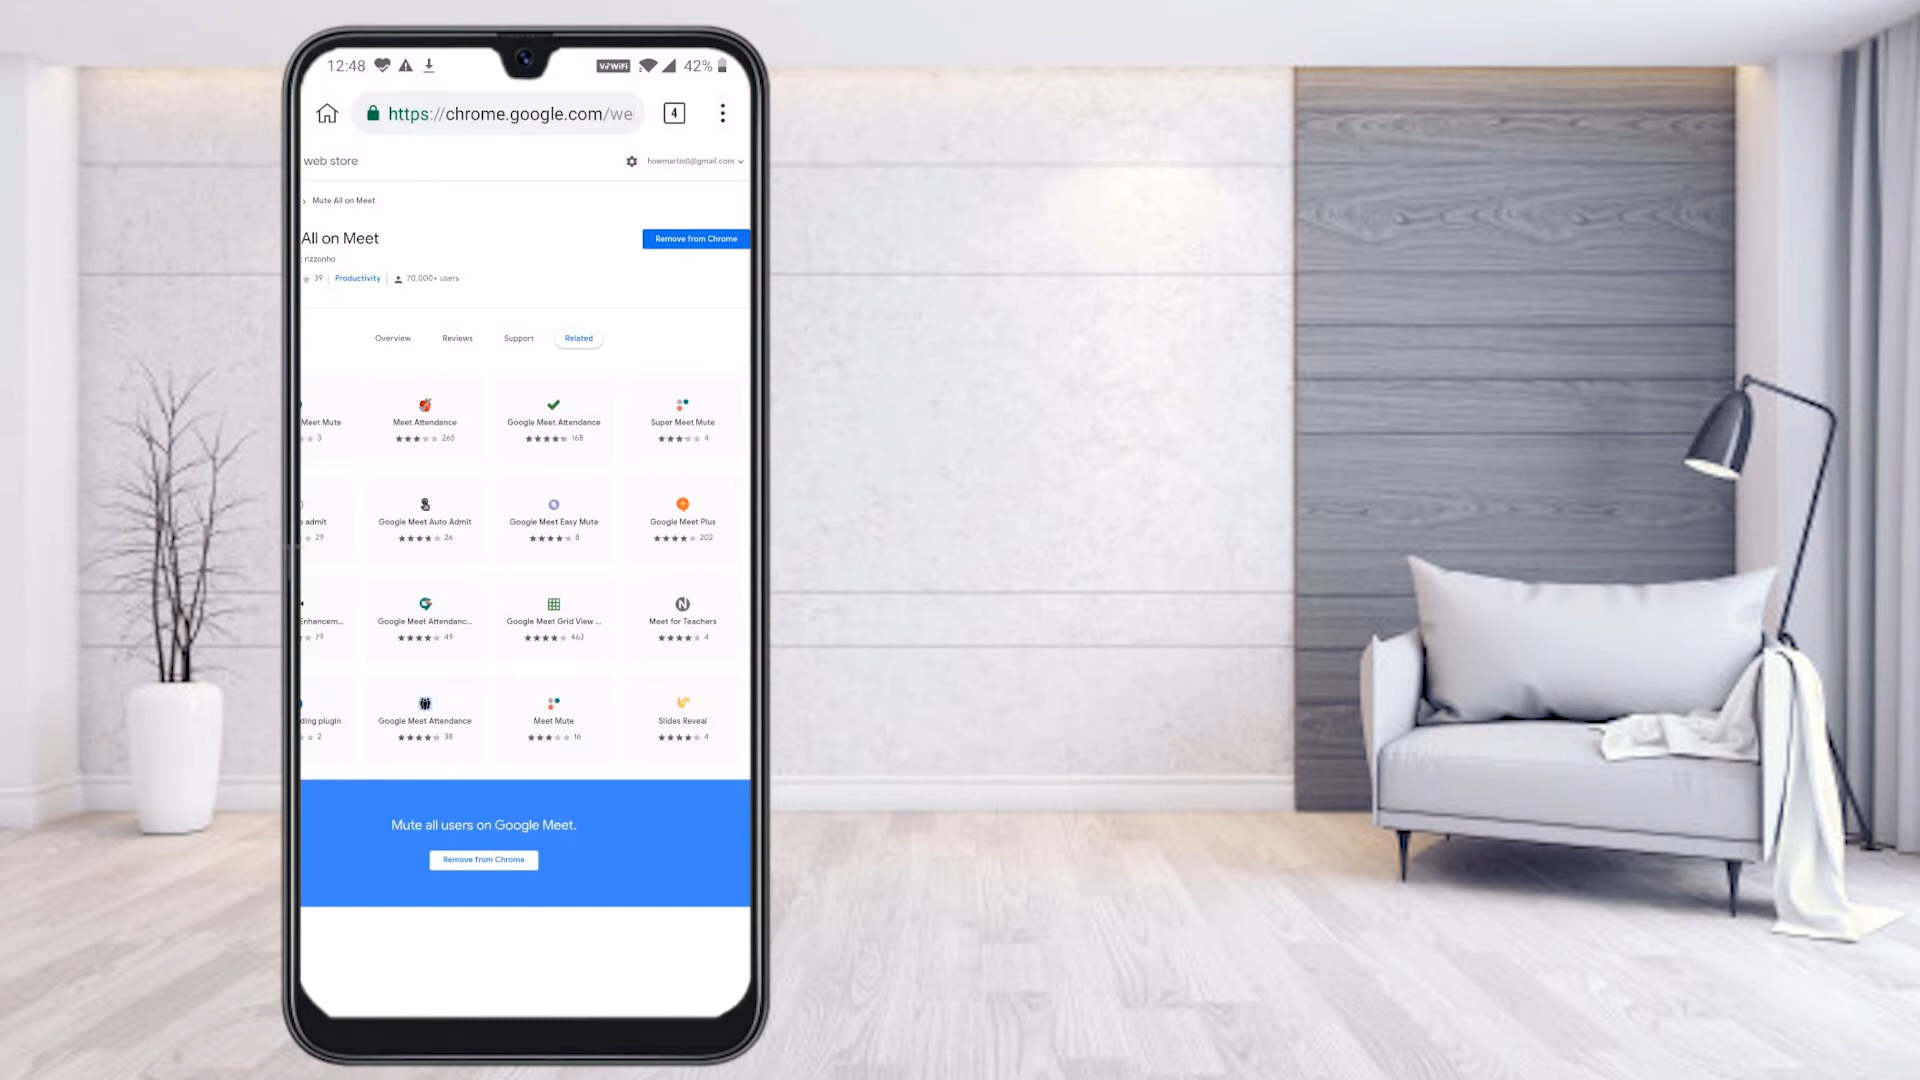 12:48 VoWiFi 42%
https://chrome.google.com/we 4
web store howmartin0@gmail.com
› Mute All on Meet
All on Meet Remove from Chrome
: rizzonho
39 Productivity 70,000+ users
Overview Reviews Support Related
Meet Mute Meet Attendance Google Meet Attendance Super Meet Mute
3 265 168 4
admit Google Meet Auto Admit Google Meet Easy Mute Google Meet Plus
29 26 8 202
Enhancem... Google Meet Attendanc... Google Meet Grid View ... Meet for Teachers
79 49 463 4
ding plugin Google Meet Attendance Meet Mute Slides Reveal
2 38 16 4
Mute all users on Google Meet.
Remove from Chrome